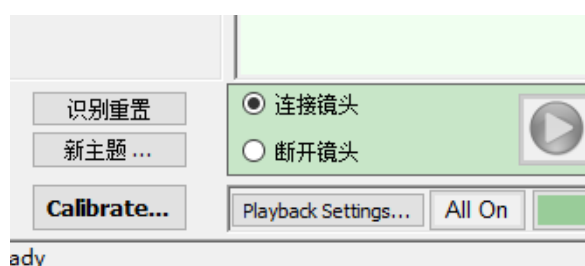 识别重置
连接镜头
新主题 ...
断开镜头
Calibrate...
Playback Settings...
All On
ady